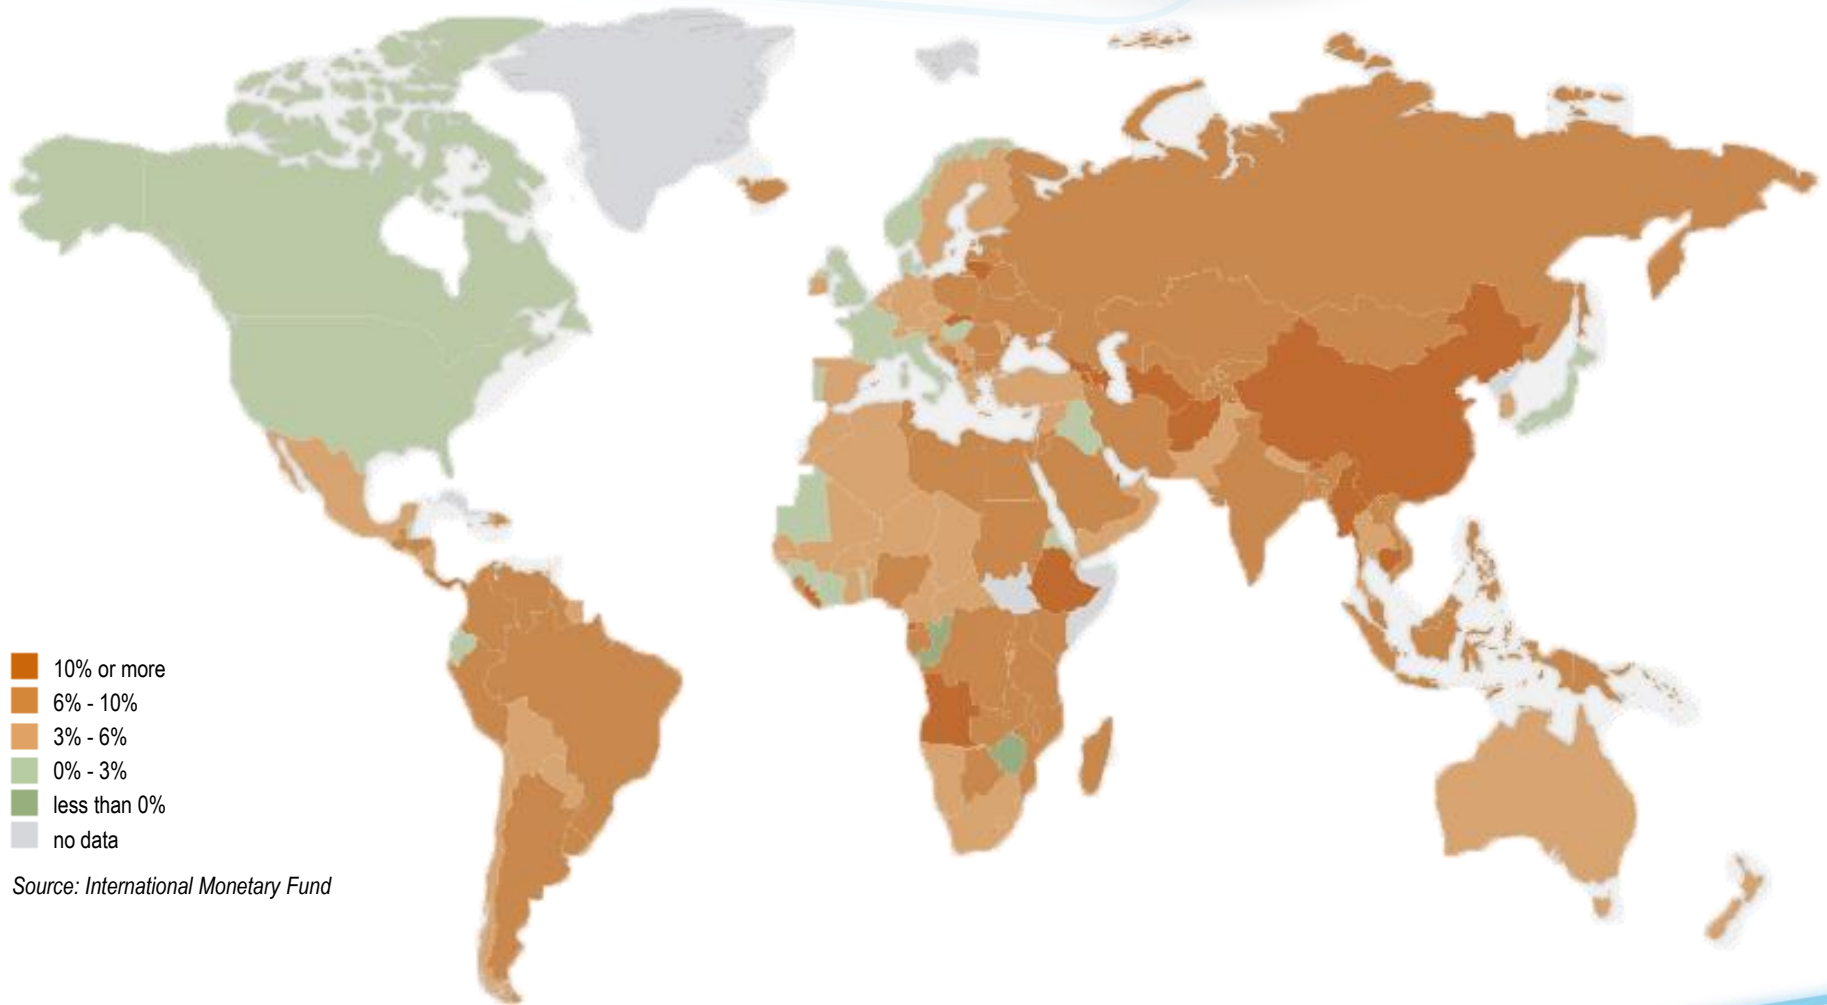 10% or more
6% - 10%
3% - 6%
0% - 3%
less than 0%
no data
Source: International Monetary Fund